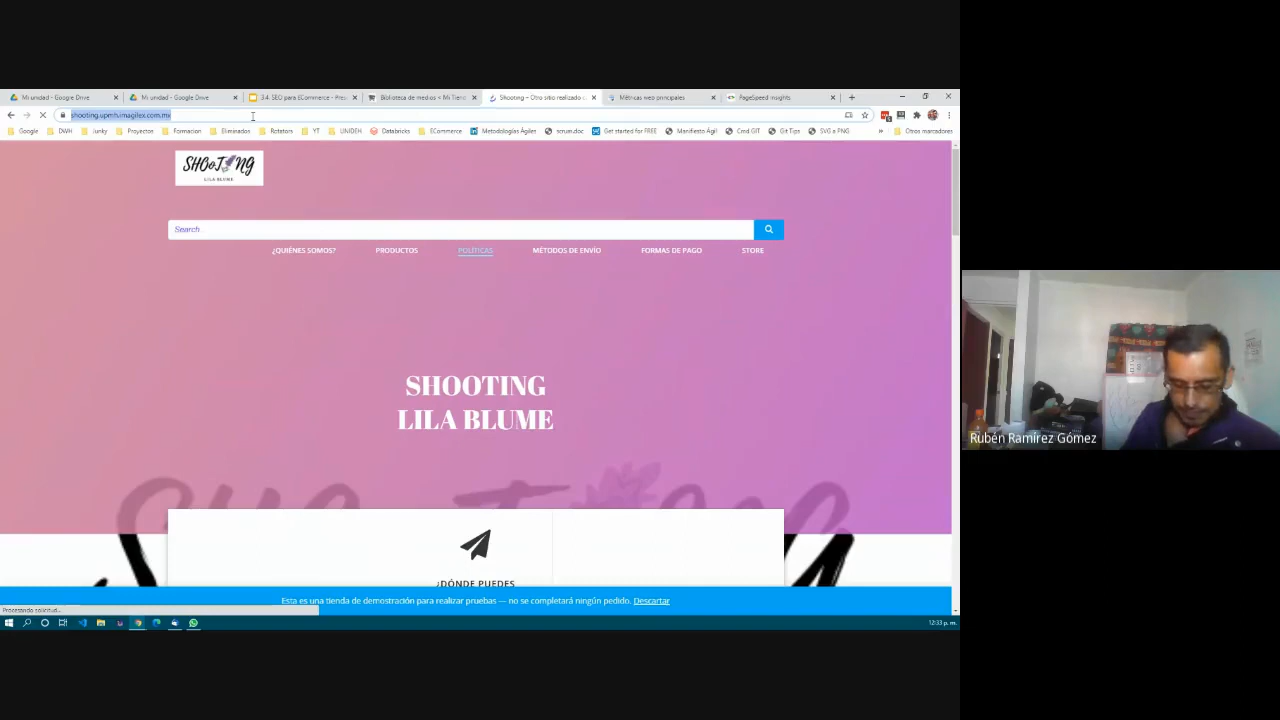 Mi unidad - Google Drive
Mi unidad - Google Drive
3.4. SEO para ECommerce - Pres
Biblioteca de medios < Mi Tiend
Shooting – Otro sitio realizado c
Métricas web principales
PageSpeed Insights
shooting.upmh.imagitex.com.mx
Google
DWH
Junky
Proyectos
Formacion
Eliminados
Rotators
YT
UNIDEH
Databricks
ECommerce
Metodologías Ágiles
scrum.doc
Get started for FREE
Manifiesto Ágil
Cmd GIT
Git Tips
SVG a PNG
»
Otros marcadores
SHOoTING
LILA BLUME
Search
¿QUIÉNES SOMOS?
PRODUCTOS
POLÍTICAS
MÉTODOS DE ENVÍO
FORMAS DE PAGO
STORE
SHOOTING
LILA BLUME
¿DÓNDE PUEDES
Esta es una tienda de demostración para realizar pruebas — no se completará ningún pedido. Descartar
Procesando solicitud...
12:33 p. m.
Rubén Ramírez Gómez